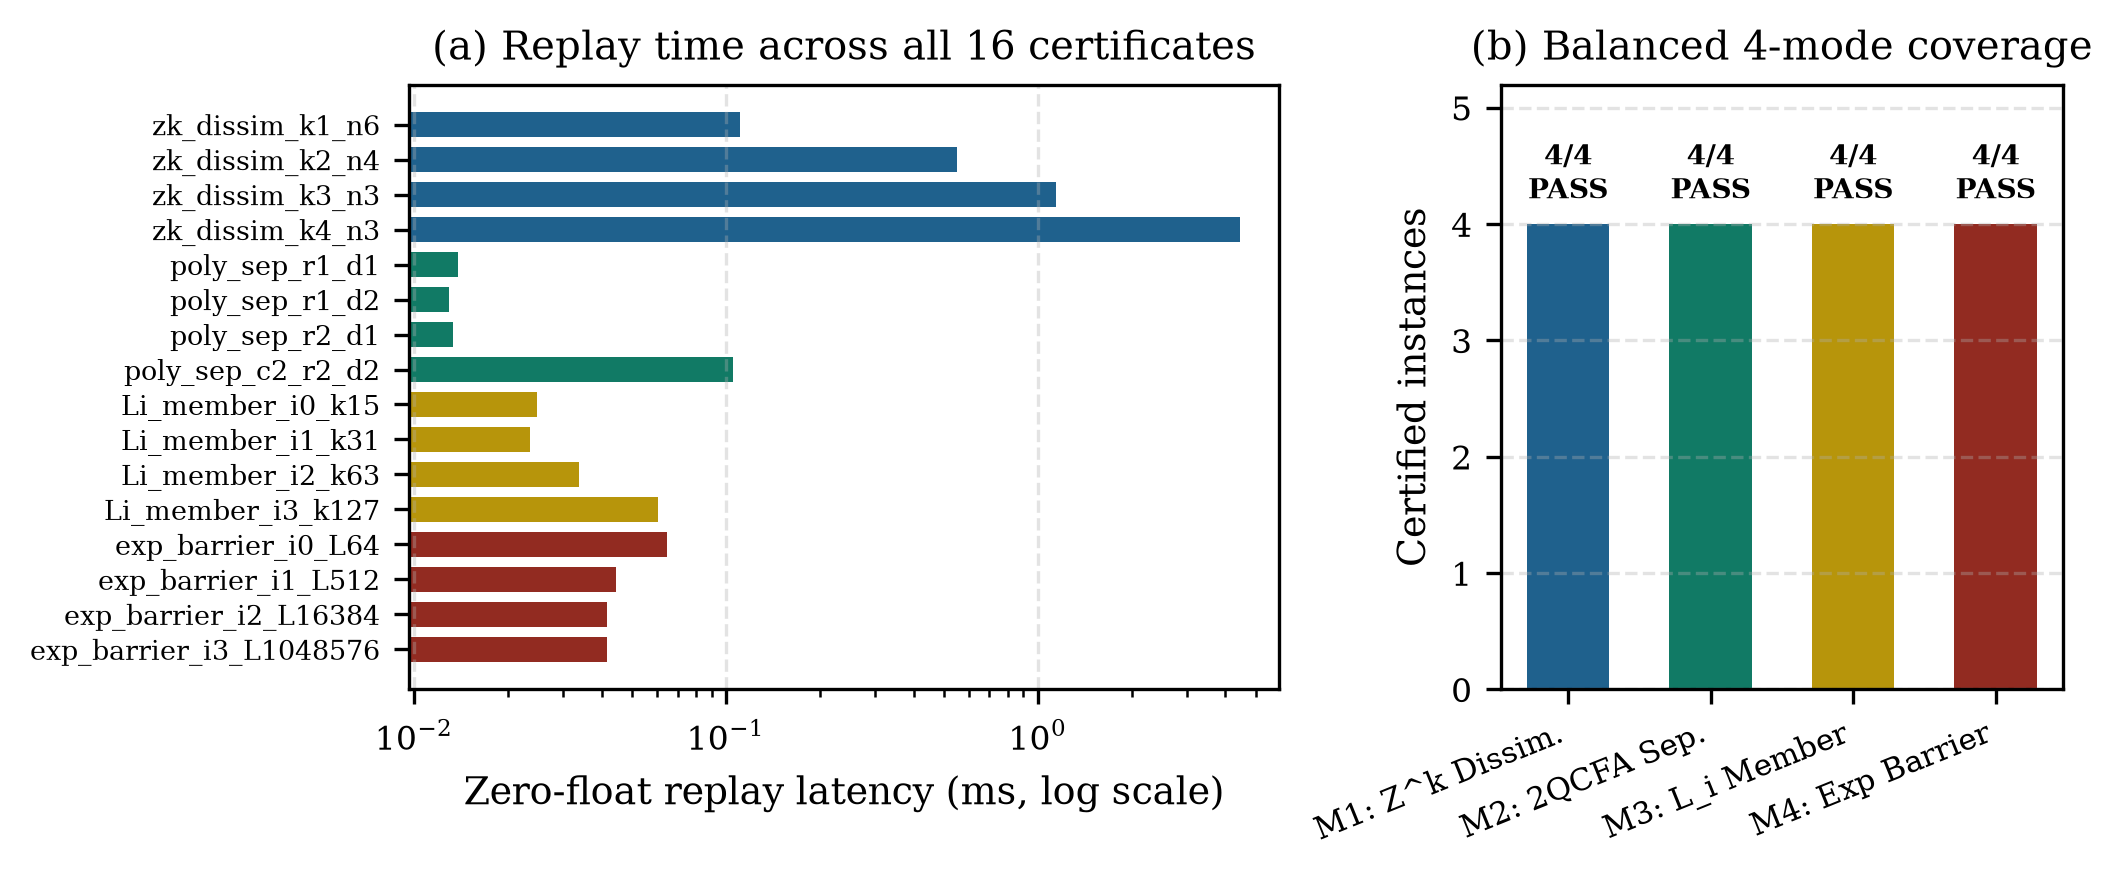 (a) Replay time across all 16 certificates
zk_dissim_k1_n6
zk_dissim_k2_n4
zk_dissim_k3_n3
zk_dissim_k4_n3
poly_sep_r1_d1
poly_sep_r1_d2
poly_sep_r2_d1
poly_sep_c2_r2_d2
Li_member_i0_k15
Li_member_i1_k31
Li_member_i2_k63
Li_member_i3_k127
exp_barrier_i0_L64
exp_barrier_i1_L512
exp_barrier_i2_L16384
exp_barrier_i3_L1048576
10⁻² 10⁻¹ 10⁰
Zero-float replay latency (ms, log scale)
(b) Balanced 4-mode coverage
Certified instances
5
4
3
2
1
0
4/4 PASS
4/4 PASS
4/4 PASS
4/4 PASS
M1: Z^k Dissim.
M2: 2QCFA Sep.
M3: L_i Member
M4: Exp Barrier